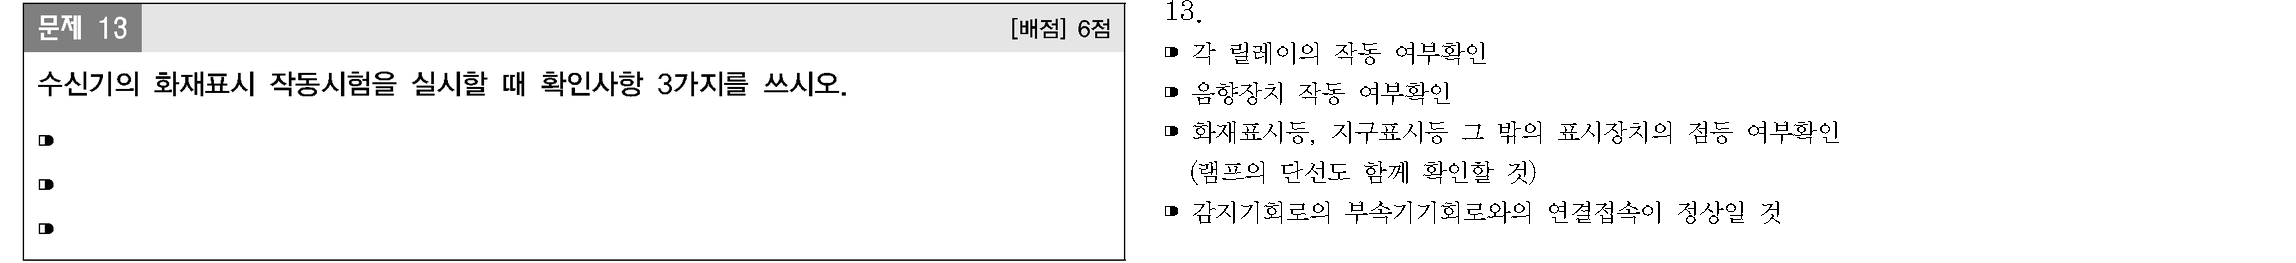 문제 13
[배점] 6점
수신기의 화재표시 작동시험을 실시할 때 확인사항 3가지를 쓰시오.
13.
각 릴레이의 작동 여부확인
음향장치 작동 여부확인
화재표시등, 지구표시등 그 밖의 표시장치의 점등 여부확인
(램프의 단선도 함께 확인할 것)
감지기회로의 부속기기회로와의 연결접속이 정상일 것